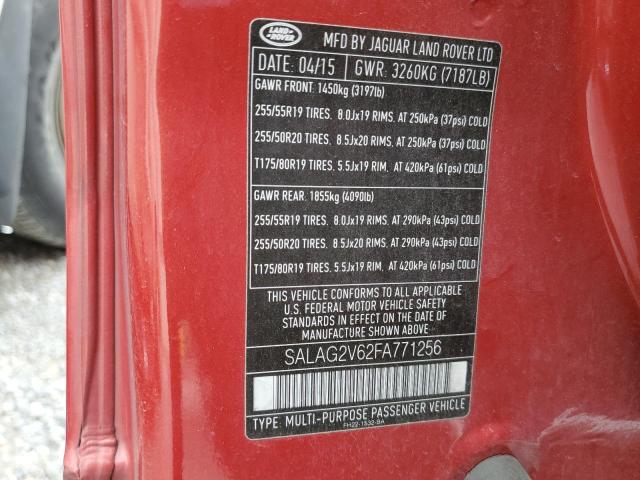 LAND ROVER
MFD BY JAGUAR LAND ROVER LTD
DATE: 04/15 GWR: 3260KG (7187LB)
GAWR FRONT: 1450kg (3197lb)
255/55R19 TIRES. 8.0Jx19 RIMS. AT 250kPa (37psi) COLD
255/50R20 TIRES. 8.5Jx20 RIMS. AT 250kPa (37psi) COLD
T175/80R19 TIRES. 5.5Jx19 RIM. AT 420kPa (61psi) COLD
GAWR REAR: 1855kg (4090lb)
255/55R19 TIRES. 8.0Jx19 RIMS. AT 290kPa (43psi) COLD
255/50R20 TIRES. 8.5Jx20 RIMS. AT 290kPa (43psi) COLD
T175/80R19 TIRES. 5.5Jx19 RIM. AT 420kPa (61psi) COLD
THIS VEHICLE CONFORMS TO ALL APPLICABLE
U.S. FEDERAL MOTOR VEHICLE SAFETY
STANDARDS IN EFFECT ON THE DATE OF
MANUFACTURE SHOWN ABOVE.
SALAG2V62FA771256
TYPE: MULTI-PURPOSE PASSENGER VEHICLE
FH22-1532-BA